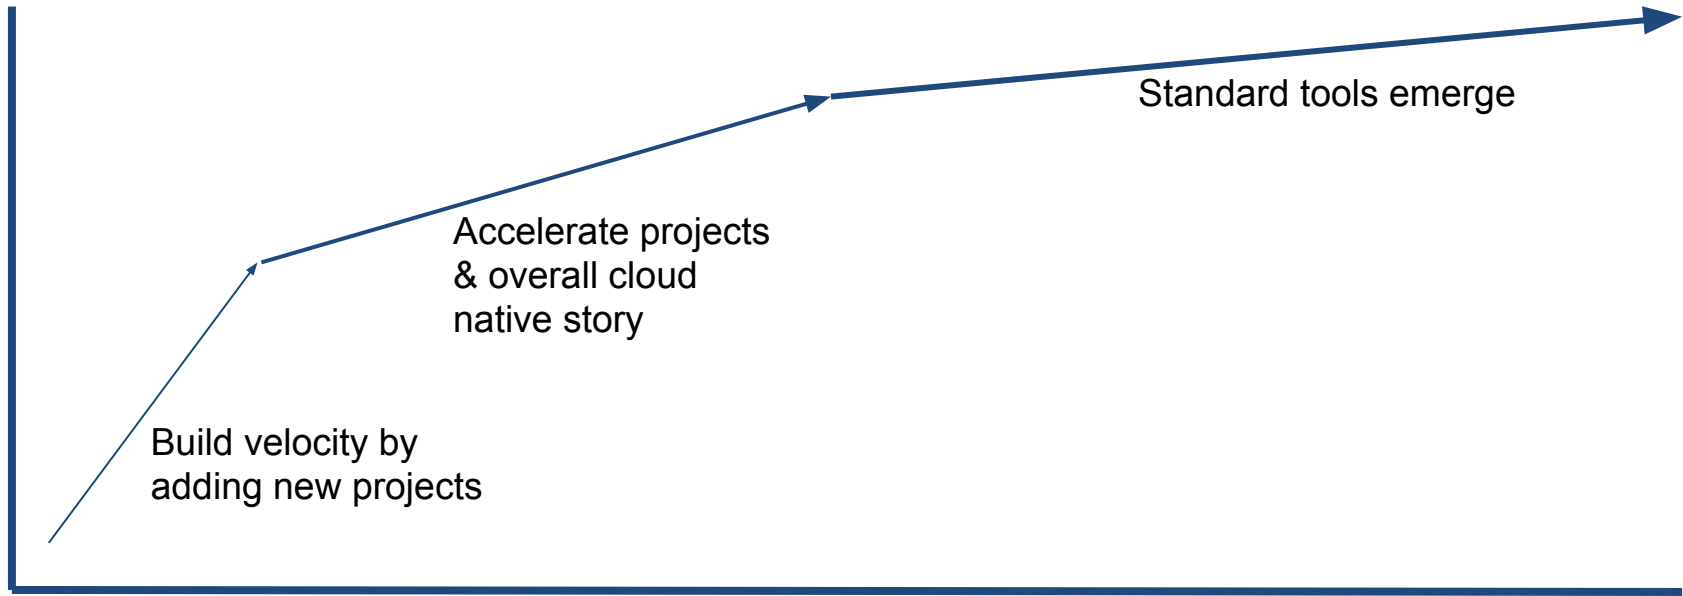 Standard tools emerge
Accelerate projects
& overall cloud
native story
Build velocity by
adding new projects